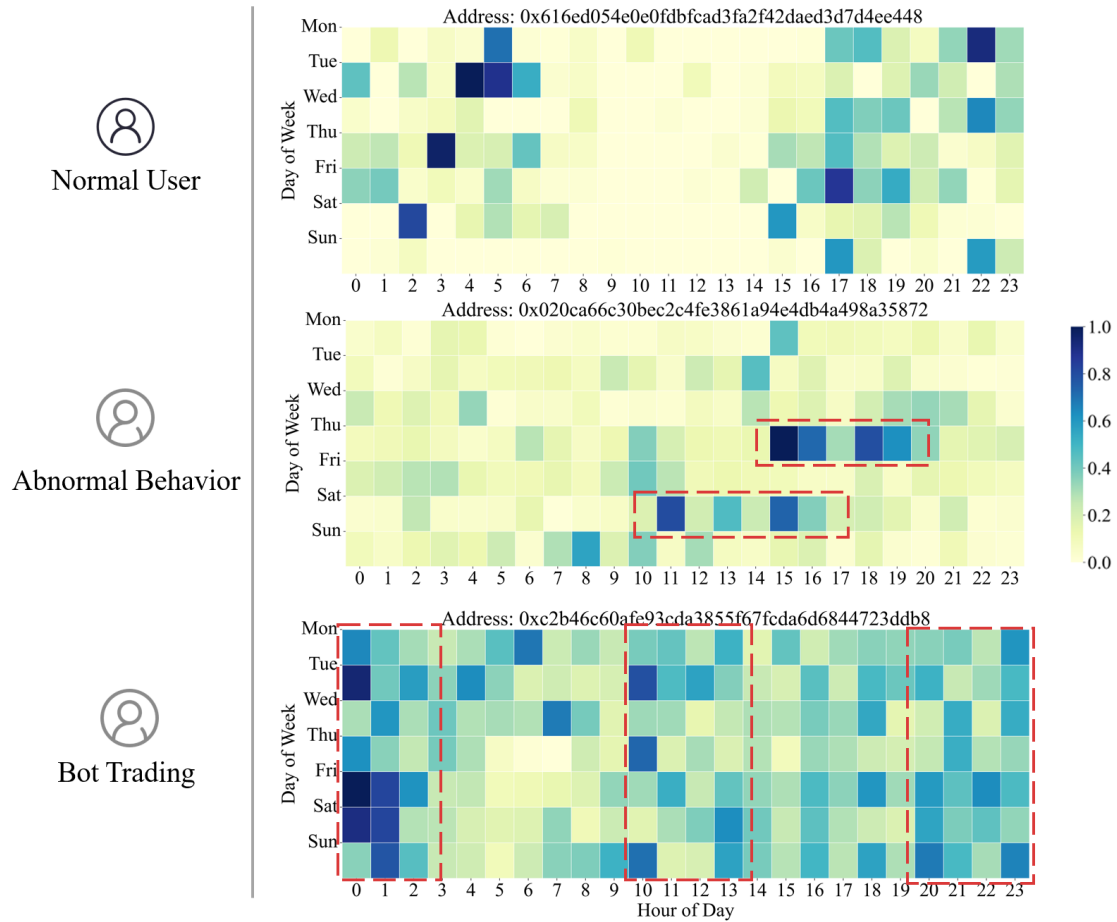 Address: 0x616ed054e0e0fdbfcad3fa2f42daed3d7d4ee448
Mon
Tue
Wed
Thu
Fri
Sat
Sun
Day of Week
Normal User
0 1 2 3 4 5 6 7 8 9 10 11 12 13 14 15 16 17 18 19 20 21 22 23
Address: 0x020ca66c30bec2c4fe3861a94e4db4a498a35872
Mon
Tue
Wed
Thu
Fri
Sat
Sun
Day of Week
Abnormal Behavior
0 1 2 3 4 5 6 7 8 9 10 11 12 13 14 15 16 17 18 19 20 21 22 23
1.0
0.8
0.6
0.4
0.2
0.0
Address: 0xc2b46c60afe93cda3855f67fcda6d6844723ddb8
Mon
Tue
Wed
Thu
Fri
Sat
Sun
Day of Week
Bot Trading
0 1 2 3 4 5 6 7 8 9 10 11 12 13 14 15 16 17 18 19 20 21 22 23
Hour of Day